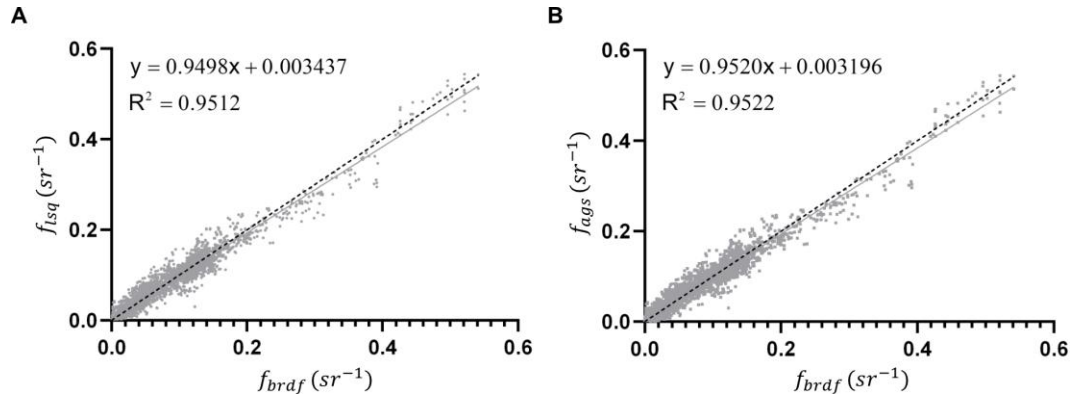 A
y = 0.9498x + 0.003437
R² = 0.9512
0.6
0.4
0.2
0.0
f_lsq (sr⁻¹)
0.0 0.2 0.4 0.6
f_brdf (sr⁻¹)
B
y = 0.9520x + 0.003196
R² = 0.9522
0.6
0.4
0.2
0.0
f_ags (sr⁻¹)
0.0 0.2 0.4 0.6
f_brdf (sr⁻¹)